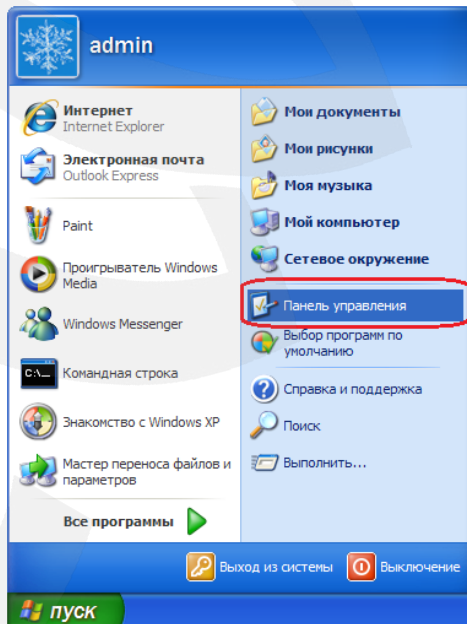 admin
Интернет
Internet Explorer
Электронная почта
Outlook Express
Paint
Проигрыватель Windows
Media
Windows Messenger
C:\_
Командная строка
Знакомство с Windows XP
Мастер переноса файлов и
параметров
Все программы
Мои документы
Мои рисунки
Моя музыка
Мой компьютер
Сетевое окружение
Панель управления
Выбор программ по
умолчанию
Справка и поддержка
Поиск
Выполнить...
Выход из системы
Выключение
пуск